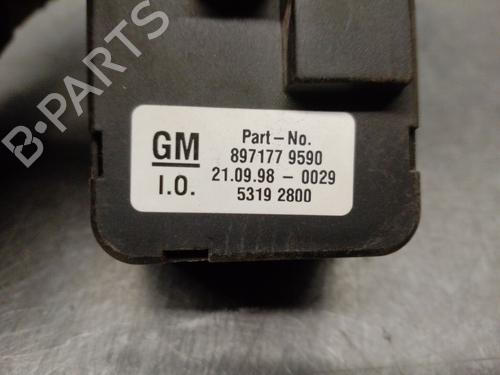 B-PARTS
GM
I.O.
Part-No.
897177 9590
21.09.98 - 0029
5319 2800